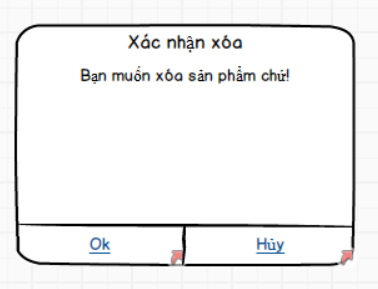 Xác nhận xóa
Bạn muốn xóa sản phẩm chứ!
Ok
Hủy